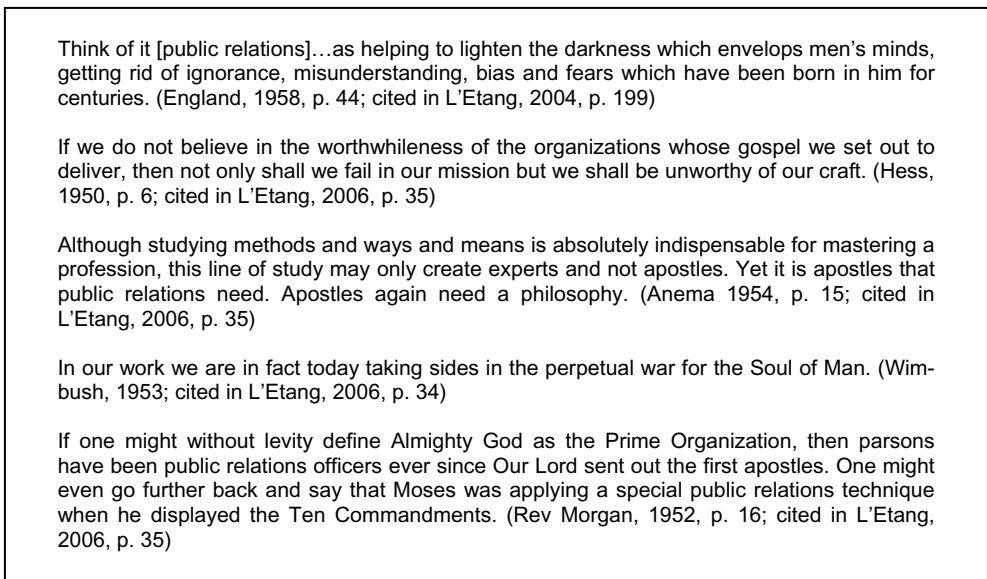 Think of it [public relations]…as helping to lighten the darkness which envelops men’s minds,
getting rid of ignorance, misunderstanding, bias and fears which have been born in him for
centuries. (England, 1958, p. 44; cited in L’Etang, 2004, p. 199)
If we do not believe in the worthwhileness of the organizations whose gospel we set out to
deliver, then not only shall we fail in our mission but we shall be unworthy of our craft. (Hess,
1950, p. 6; cited in L’Etang, 2006, p. 35)
Although studying methods and ways and means is absolutely indispensable for mastering a
profession, this line of study may only create experts and not apostles. Yet it is apostles that
public relations need. Apostles again need a philosophy. (Anema 1954, p. 15; cited in
L’Etang, 2006, p. 35)
In our work we are in fact today taking sides in the perpetual war for the Soul of Man. (Wim-
bush, 1953; cited in L’Etang, 2006, p. 34)
If one might without levity define Almighty God as the Prime Organization, then parsons
have been public relations officers ever since Our Lord sent out the first apostles. One might
even go further back and say that Moses was applying a special public relations technique
when he displayed the Ten Commandments. (Rev Morgan, 1952, p. 16; cited in L’Etang,
2006, p. 35)